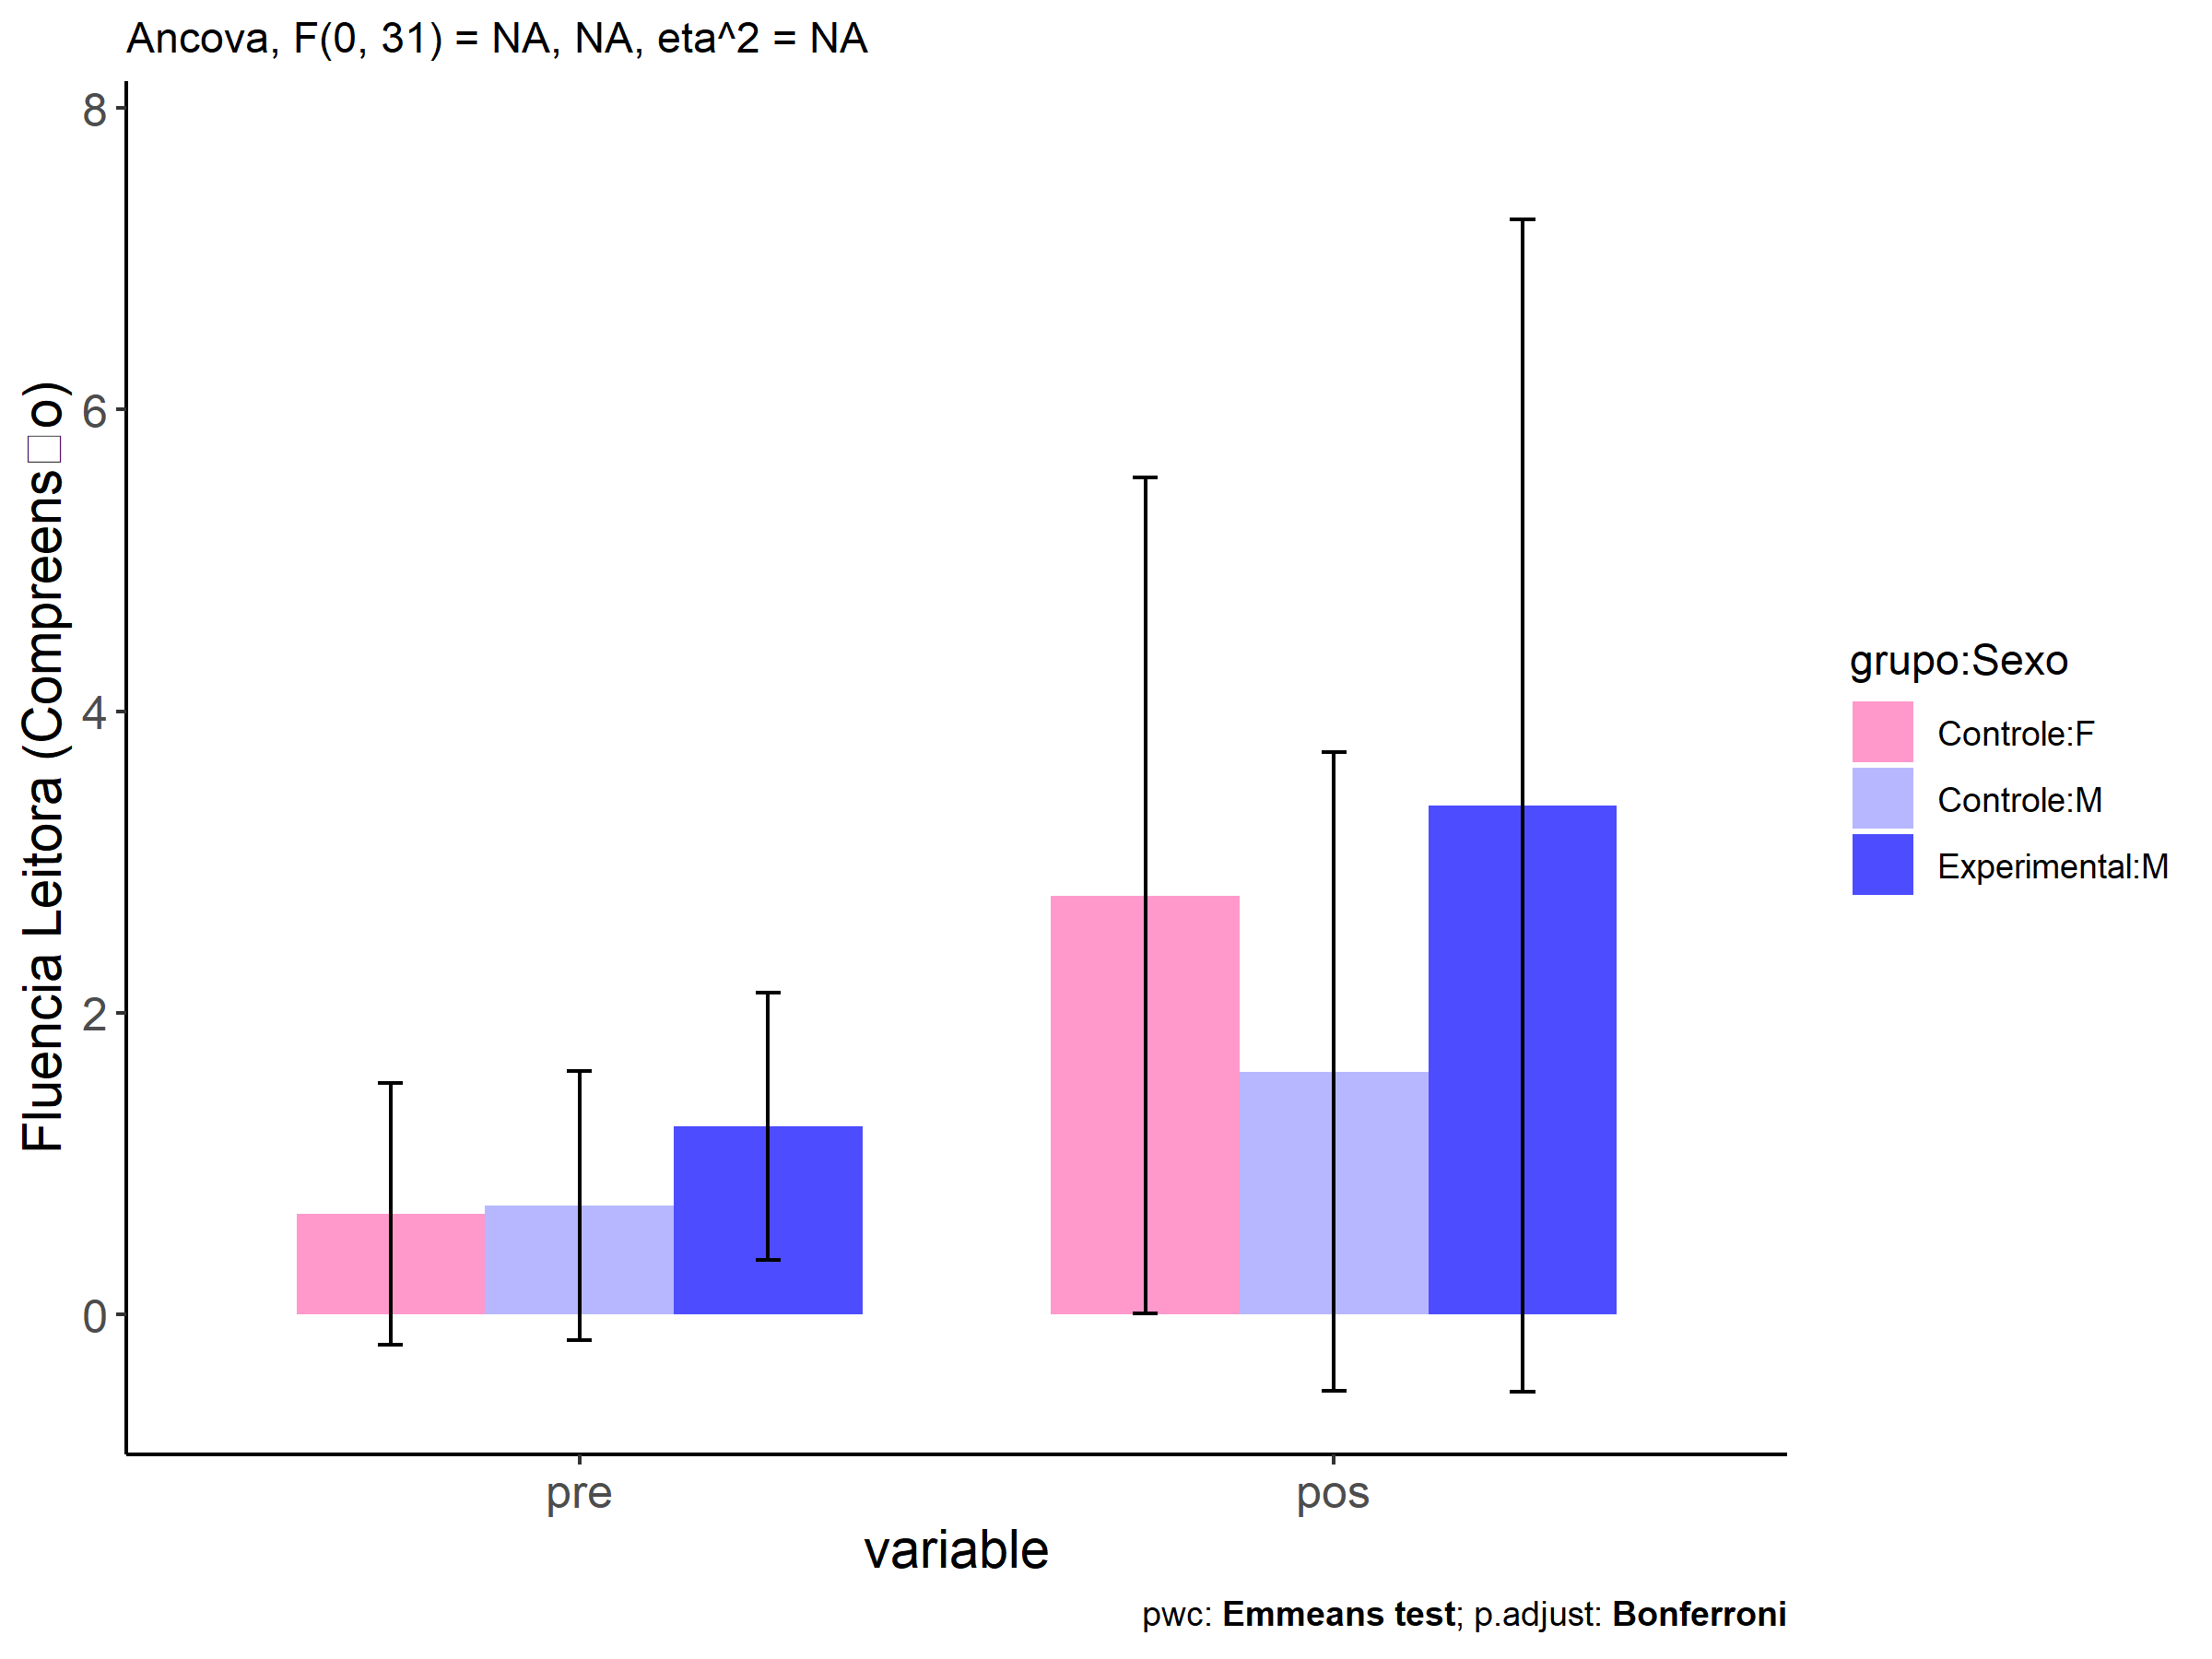 Ancova, F(0, 31) = NA, NA, eta^2 = NA
8
6
4
2
0
Fluencia Leitora (Compreens□o)
pre
pos
variable
grupo:Sexo
Controle:F
Controle:M
Experimental:M
pwc: Emmeans test; p.adjust: Bonferroni